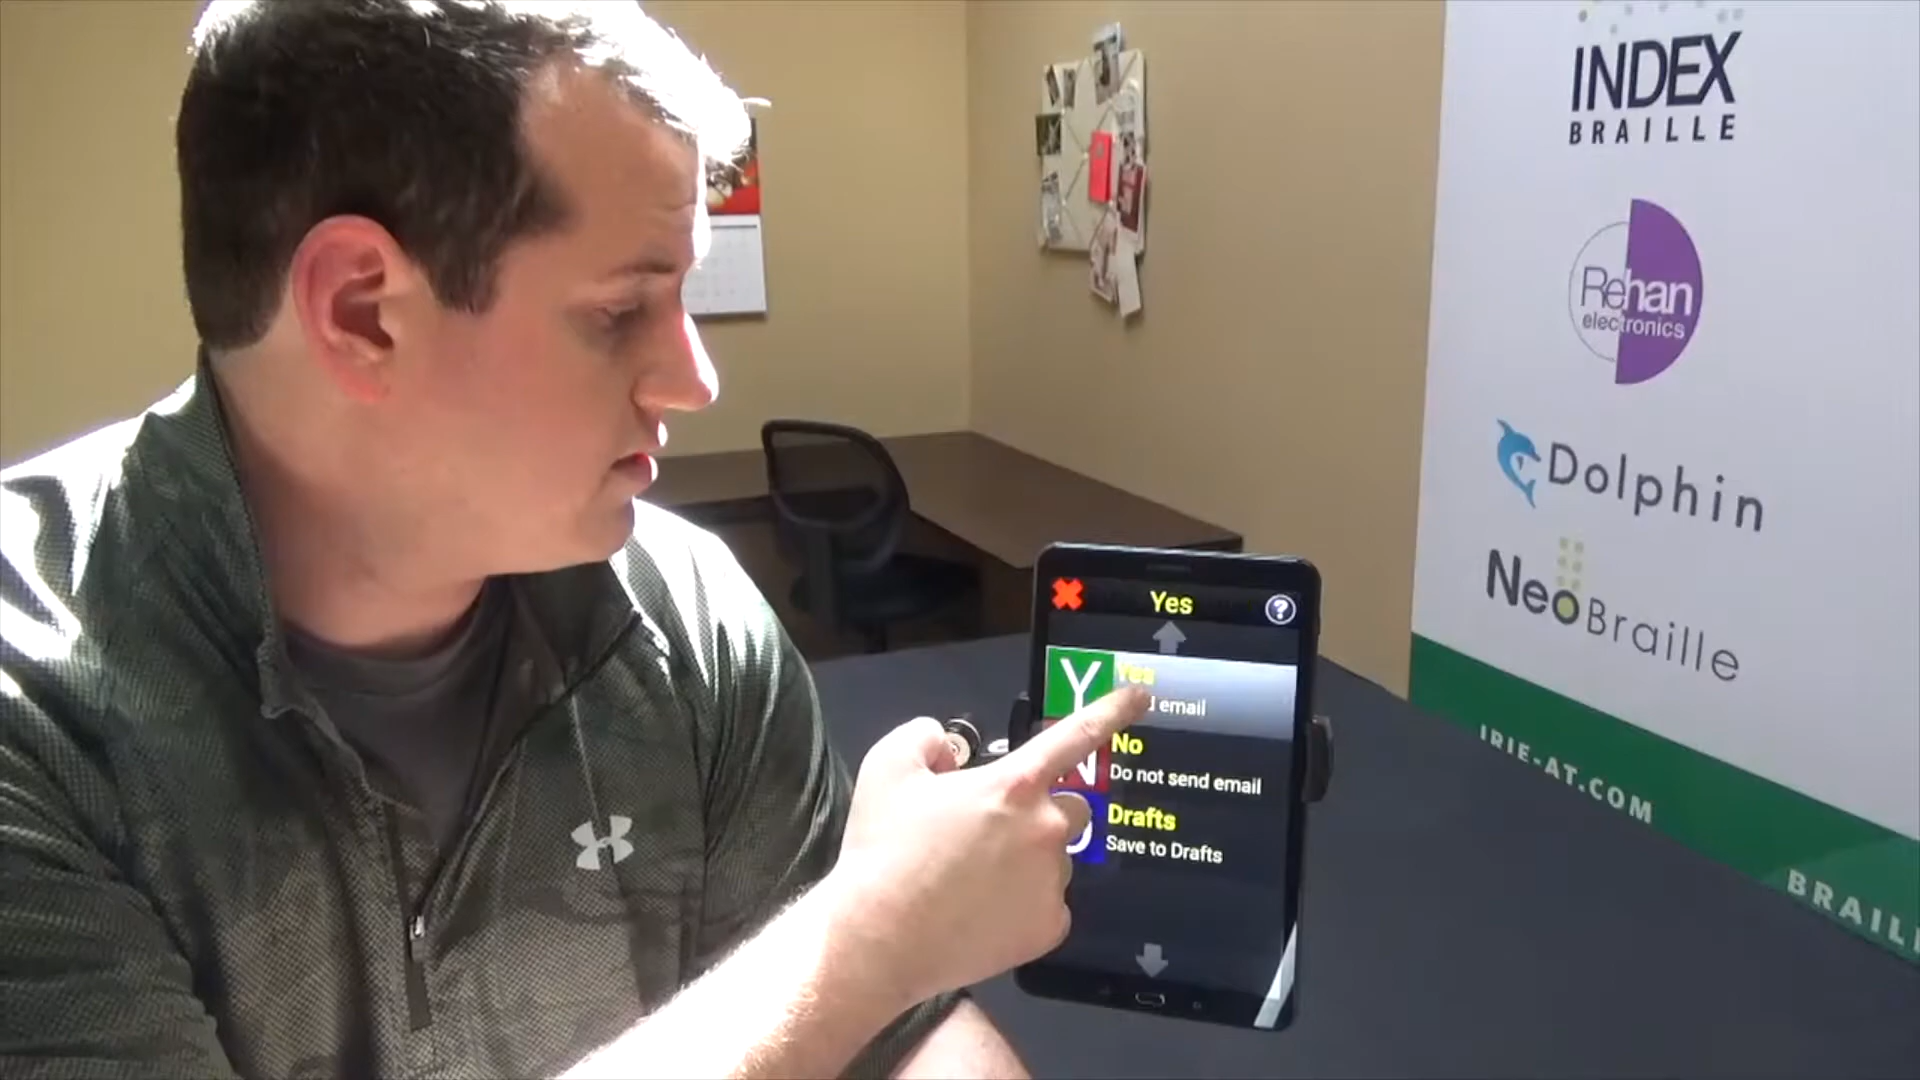 INDEX
BRAILLE
Rehan
electronics
Dolphin
NeoBraille
IRIE-AT.COM
Yes
?
Y
Yes
email
No
Do not send email
Drafts
Save to Drafts